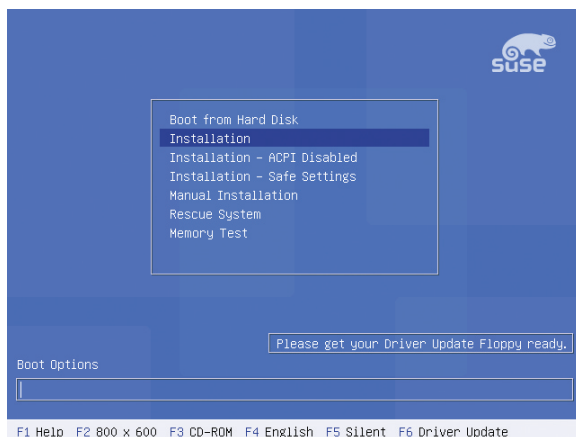 SUSE
Boot from Hard Disk
Installation
Installation - ACPI Disabled
Installation - Safe Settings
Manual Installation
Rescue System
Memory Test
Please get your Driver Update Floppy ready.
Boot Options
F1 Help F2 800 x 600 F3 CD-ROM F4 English F5 Silent F6 Driver Update